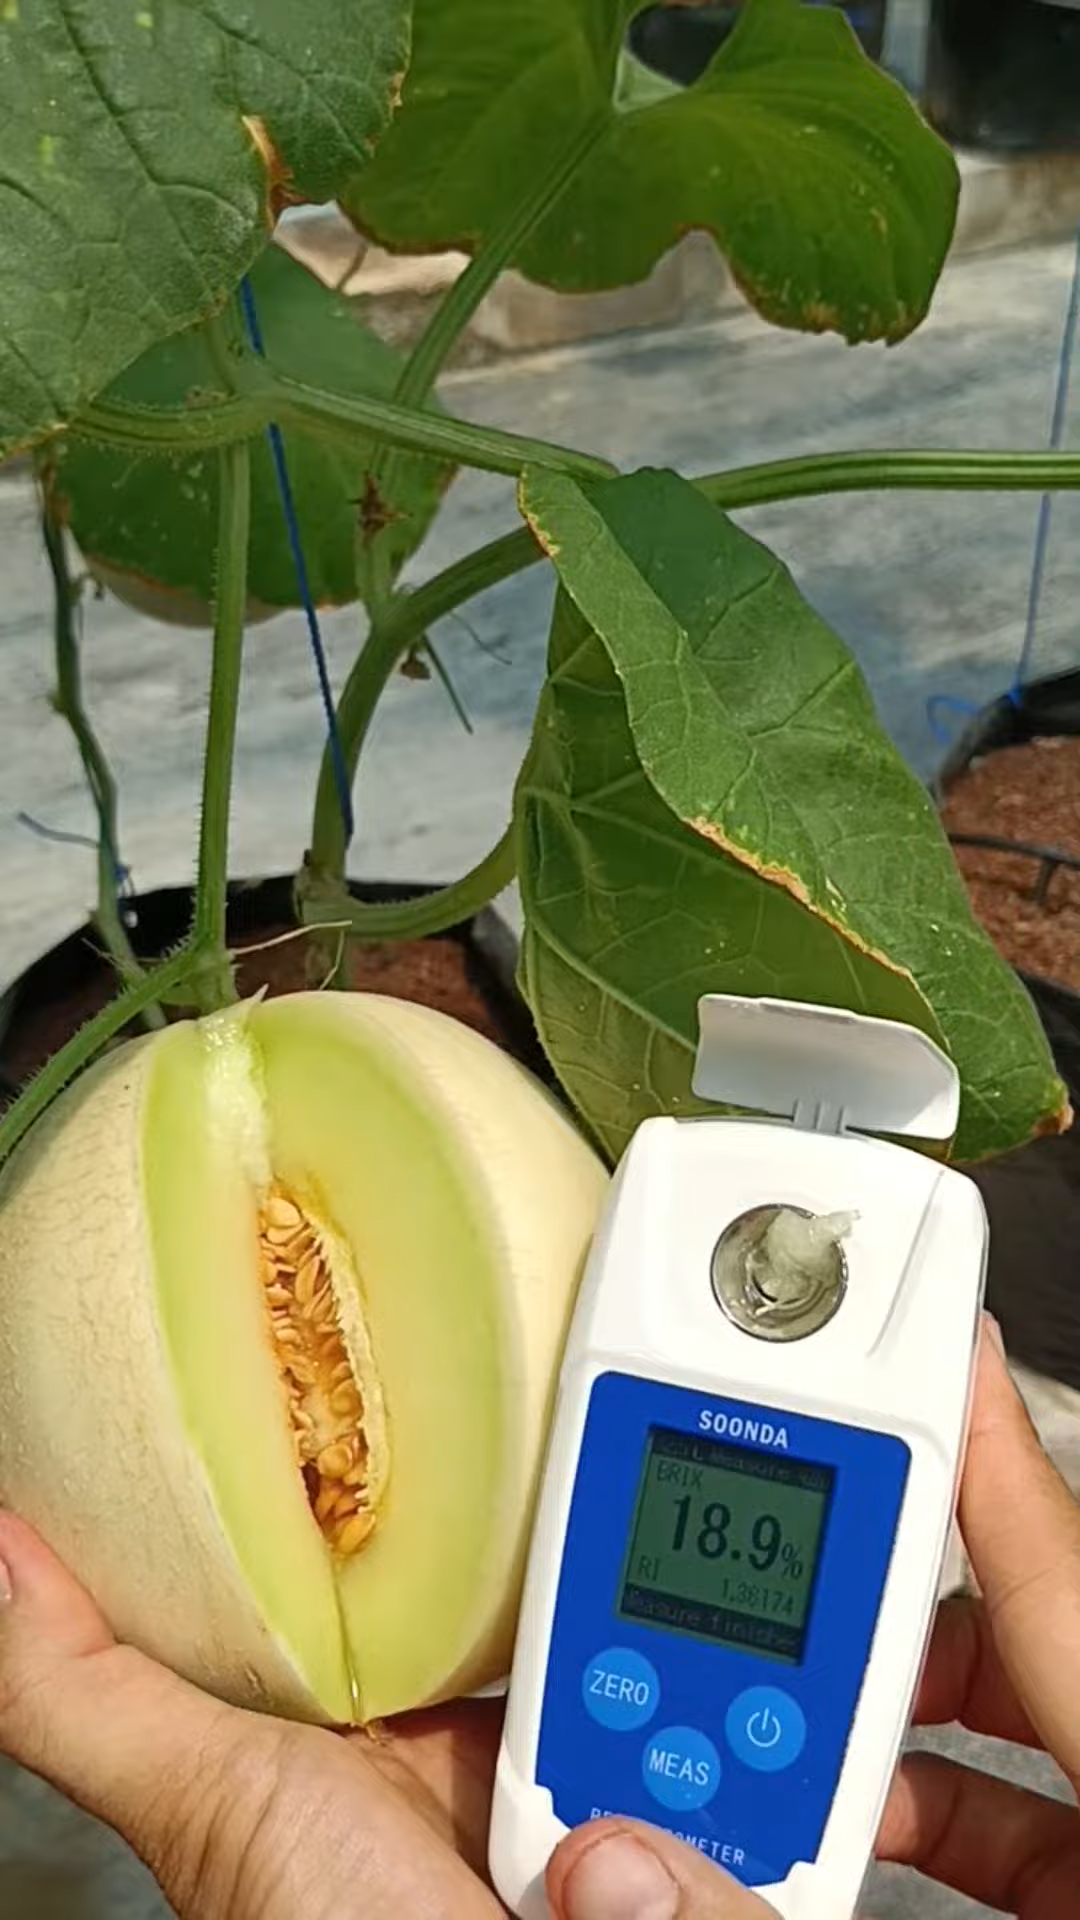 SOONDA
BRIX
18.9%
RI 1.36174
Measure finished
ZERO
MEAS